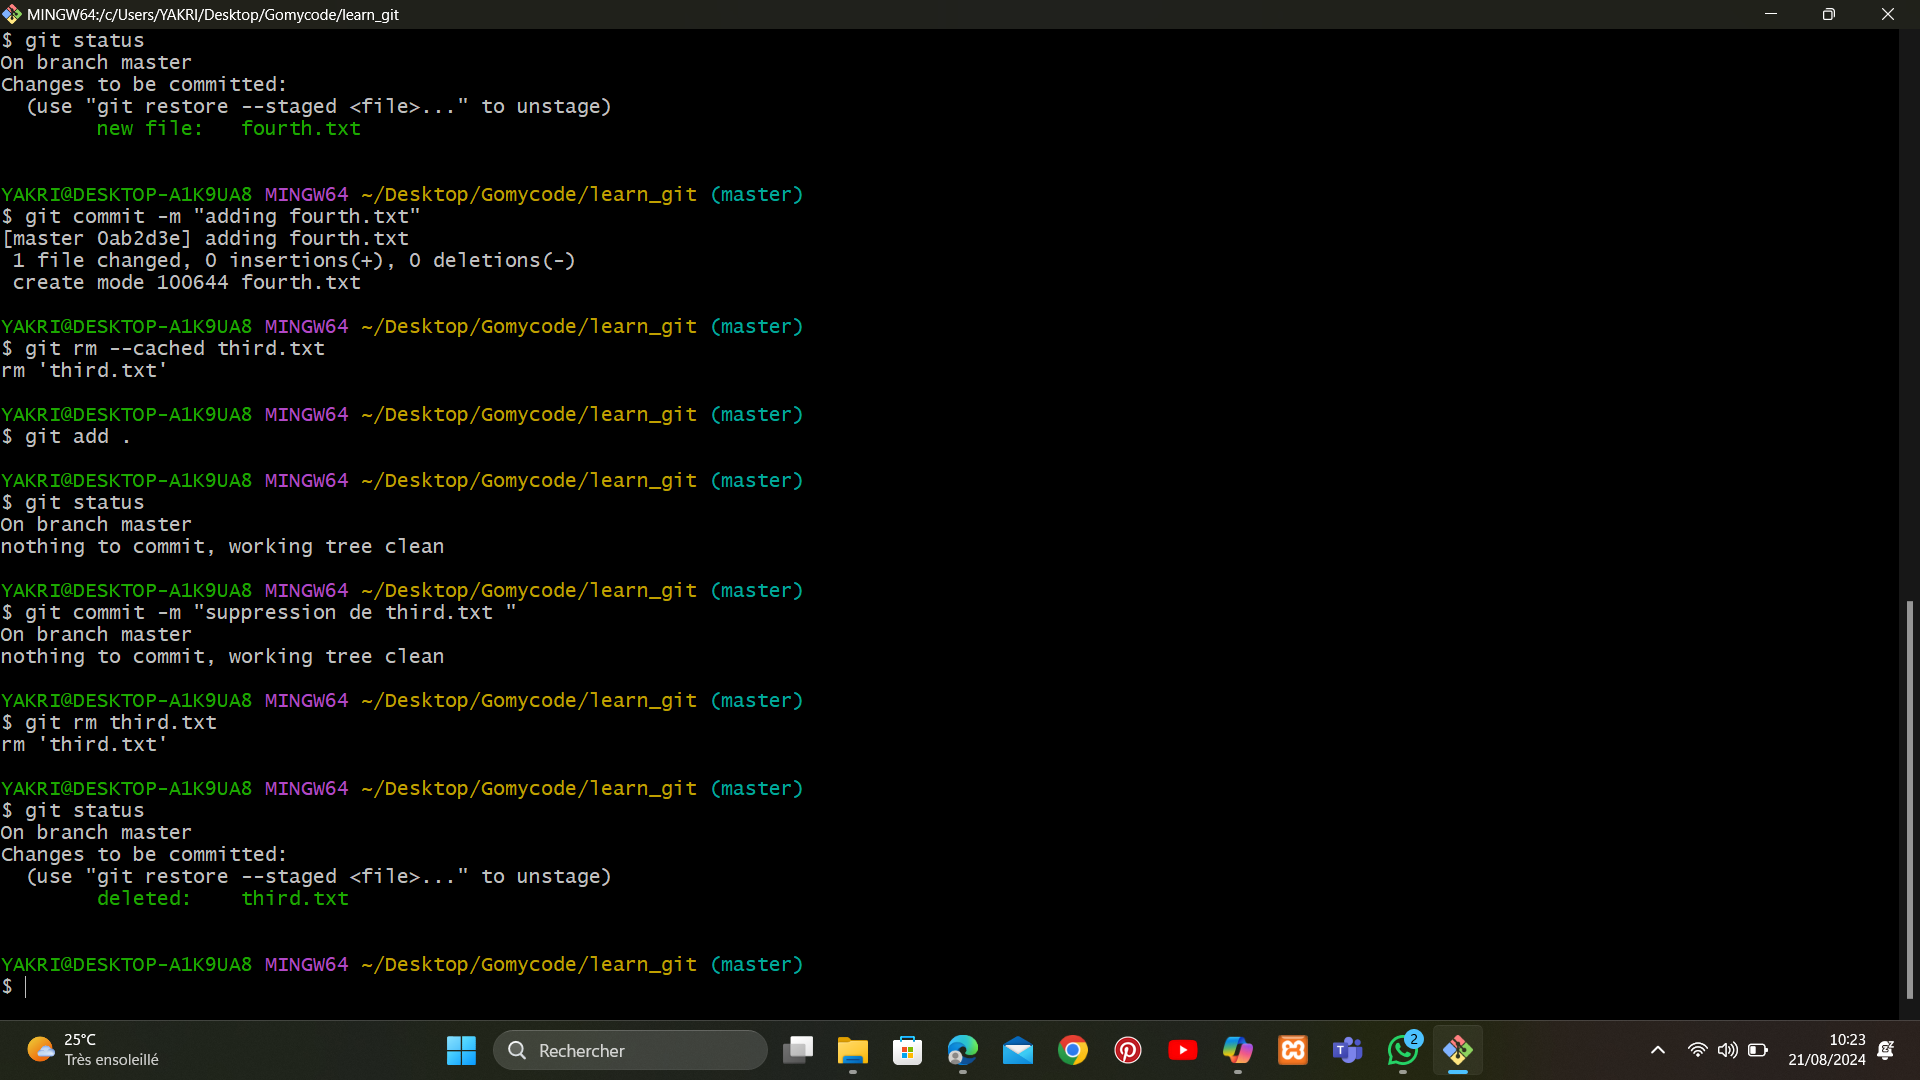 MINGW64:/c/Users/YAKRI/Desktop/Gomycode/learn_git
$ git status
On branch master
Changes to be committed:
  (use "git restore --staged <file>..." to unstage)
        new file:   fourth.txt

YAKRI@DESKTOP-A1K9UA8 MINGW64 ~/Desktop/Gomycode/learn_git (master)
$ git commit -m "adding fourth.txt"
[master 0ab2d3e] adding fourth.txt
 1 file changed, 0 insertions(+), 0 deletions(-)
 create mode 100644 fourth.txt

YAKRI@DESKTOP-A1K9UA8 MINGW64 ~/Desktop/Gomycode/learn_git (master)
$ git rm --cached third.txt
rm 'third.txt'

YAKRI@DESKTOP-A1K9UA8 MINGW64 ~/Desktop/Gomycode/learn_git (master)
$ git add .

YAKRI@DESKTOP-A1K9UA8 MINGW64 ~/Desktop/Gomycode/learn_git (master)
$ git status
On branch master
nothing to commit, working tree clean

YAKRI@DESKTOP-A1K9UA8 MINGW64 ~/Desktop/Gomycode/learn_git (master)
$ git commit -m "suppression de third.txt "
On branch master
nothing to commit, working tree clean

YAKRI@DESKTOP-A1K9UA8 MINGW64 ~/Desktop/Gomycode/learn_git (master)
$ git rm third.txt
rm 'third.txt'

YAKRI@DESKTOP-A1K9UA8 MINGW64 ~/Desktop/Gomycode/learn_git (master)
$ git status
On branch master
Changes to be committed:
  (use "git restore --staged <file>..." to unstage)
        deleted:    third.txt

YAKRI@DESKTOP-A1K9UA8 MINGW64 ~/Desktop/Gomycode/learn_git (master)
$
25°C
Très ensoleillé
Rechercher
2
10:23
21/08/2024